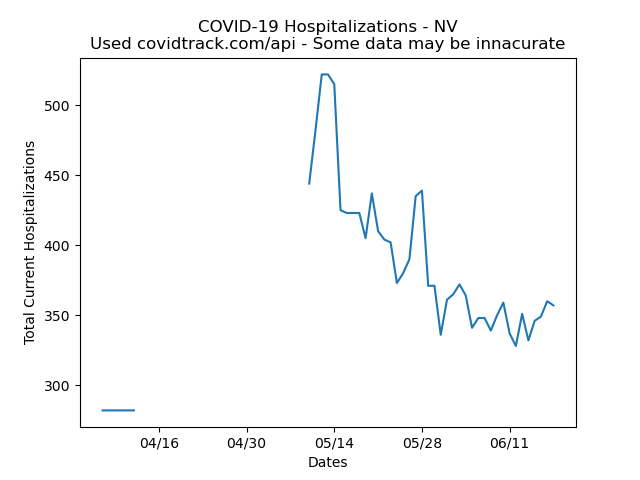 COVID-19 Hospitalizations - NV
Used covidtrack.com/api - Some data may be innacurate
Total Current Hospitalizations
500
450
400
350
300
04/16
04/30
05/14
05/28
06/11
Dates